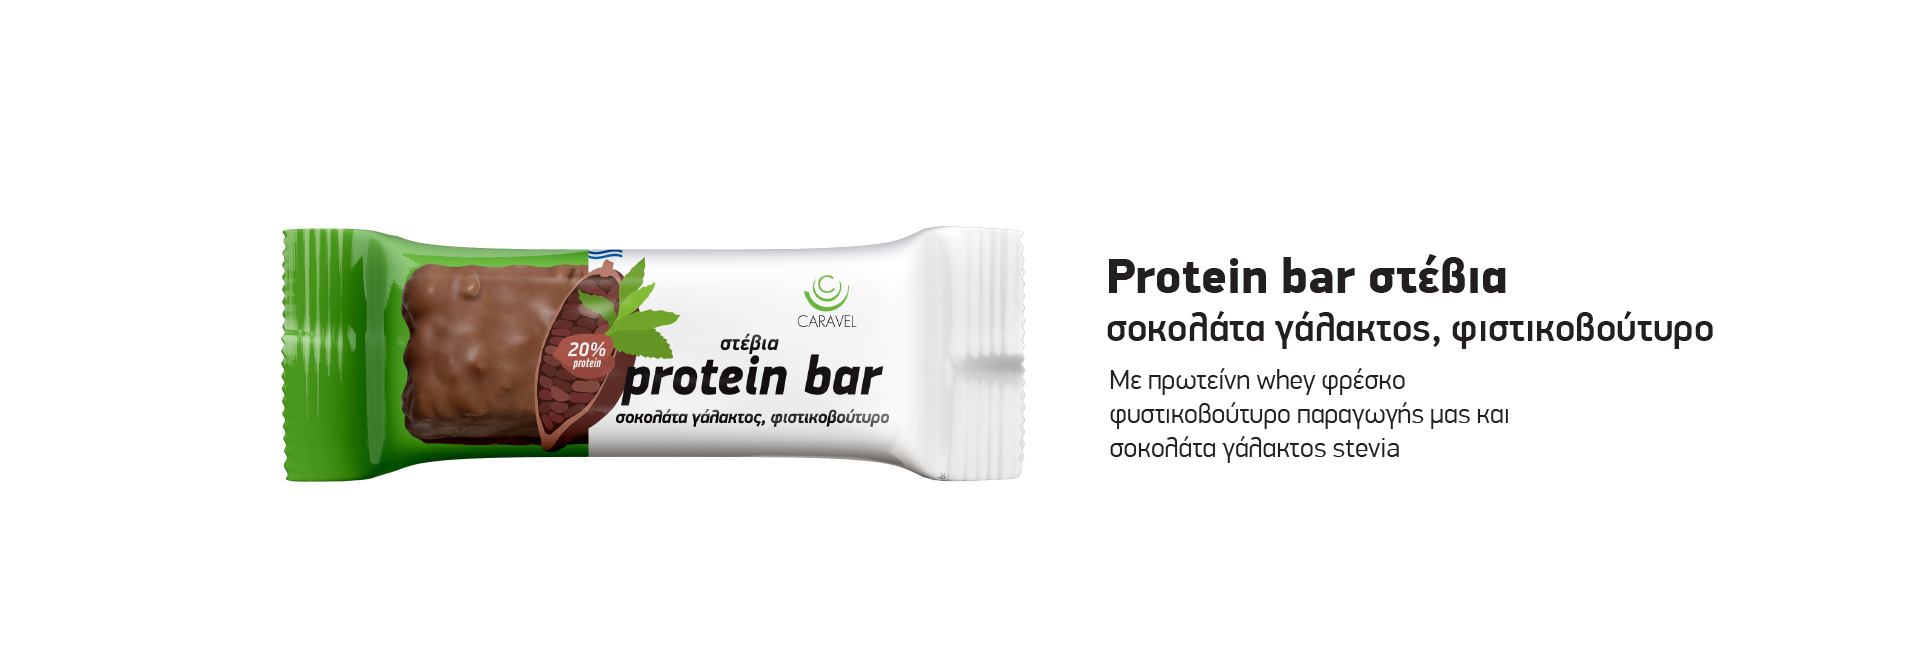 CARAVEL
στέβια
20%
protein
protein bar
σοκολάτα γάλακτος, φιστικοβούτυρο
Protein bar στέβια
σοκολάτα γάλακτος, φιστικοβούτυρο
Με πρωτείνη whey φρέσκο
φυστικοβούτυρο παραγωγής μας και
σοκολάτα γάλακτος stevia